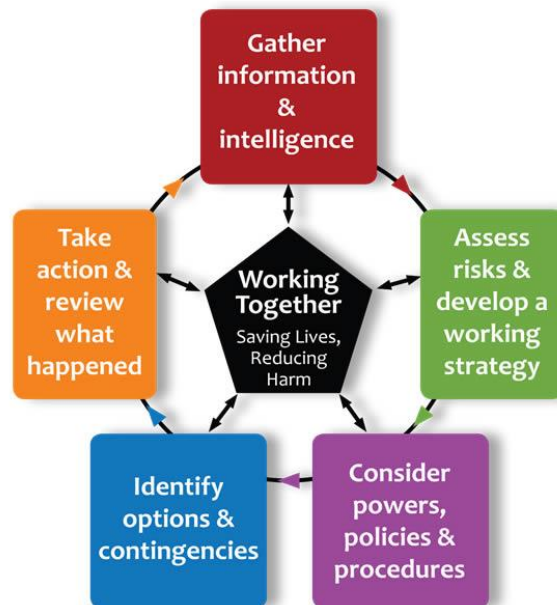 Gather
information
&
intelligence
Assess
risks &
develop a
working
strategy
Consider
powers,
policies &
procedures
Identify
options &
contingencies
Take
action &
review
what
happened
Working
Together
Saving Lives,
Reducing
Harm